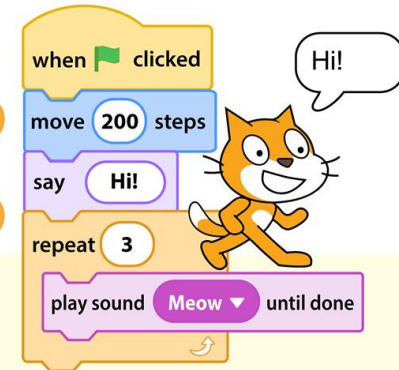 when clicked
Hi!
move 200 steps
say Hi!
repeat 3
play sound Meow until done